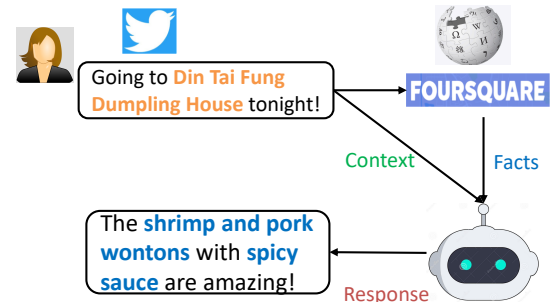 Going to Din Tai Fung
Dumpling House tonight!
FOURSQUARE
Context
Facts
The shrimp and pork
wontons with spicy
sauce are amazing!
Response